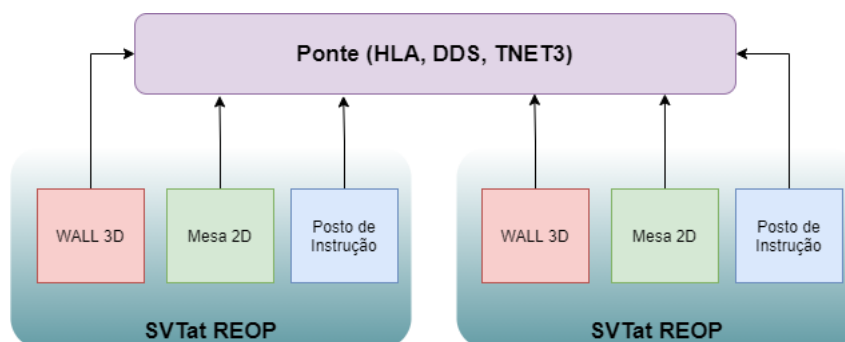 Ponte (HLA, DDS, TNET3)
WALL 3D
Mesa 2D
Posto de
Instrução
SVTat REOP
WALL 3D
Mesa 2D
Posto de
Instrução
SVTat REOP